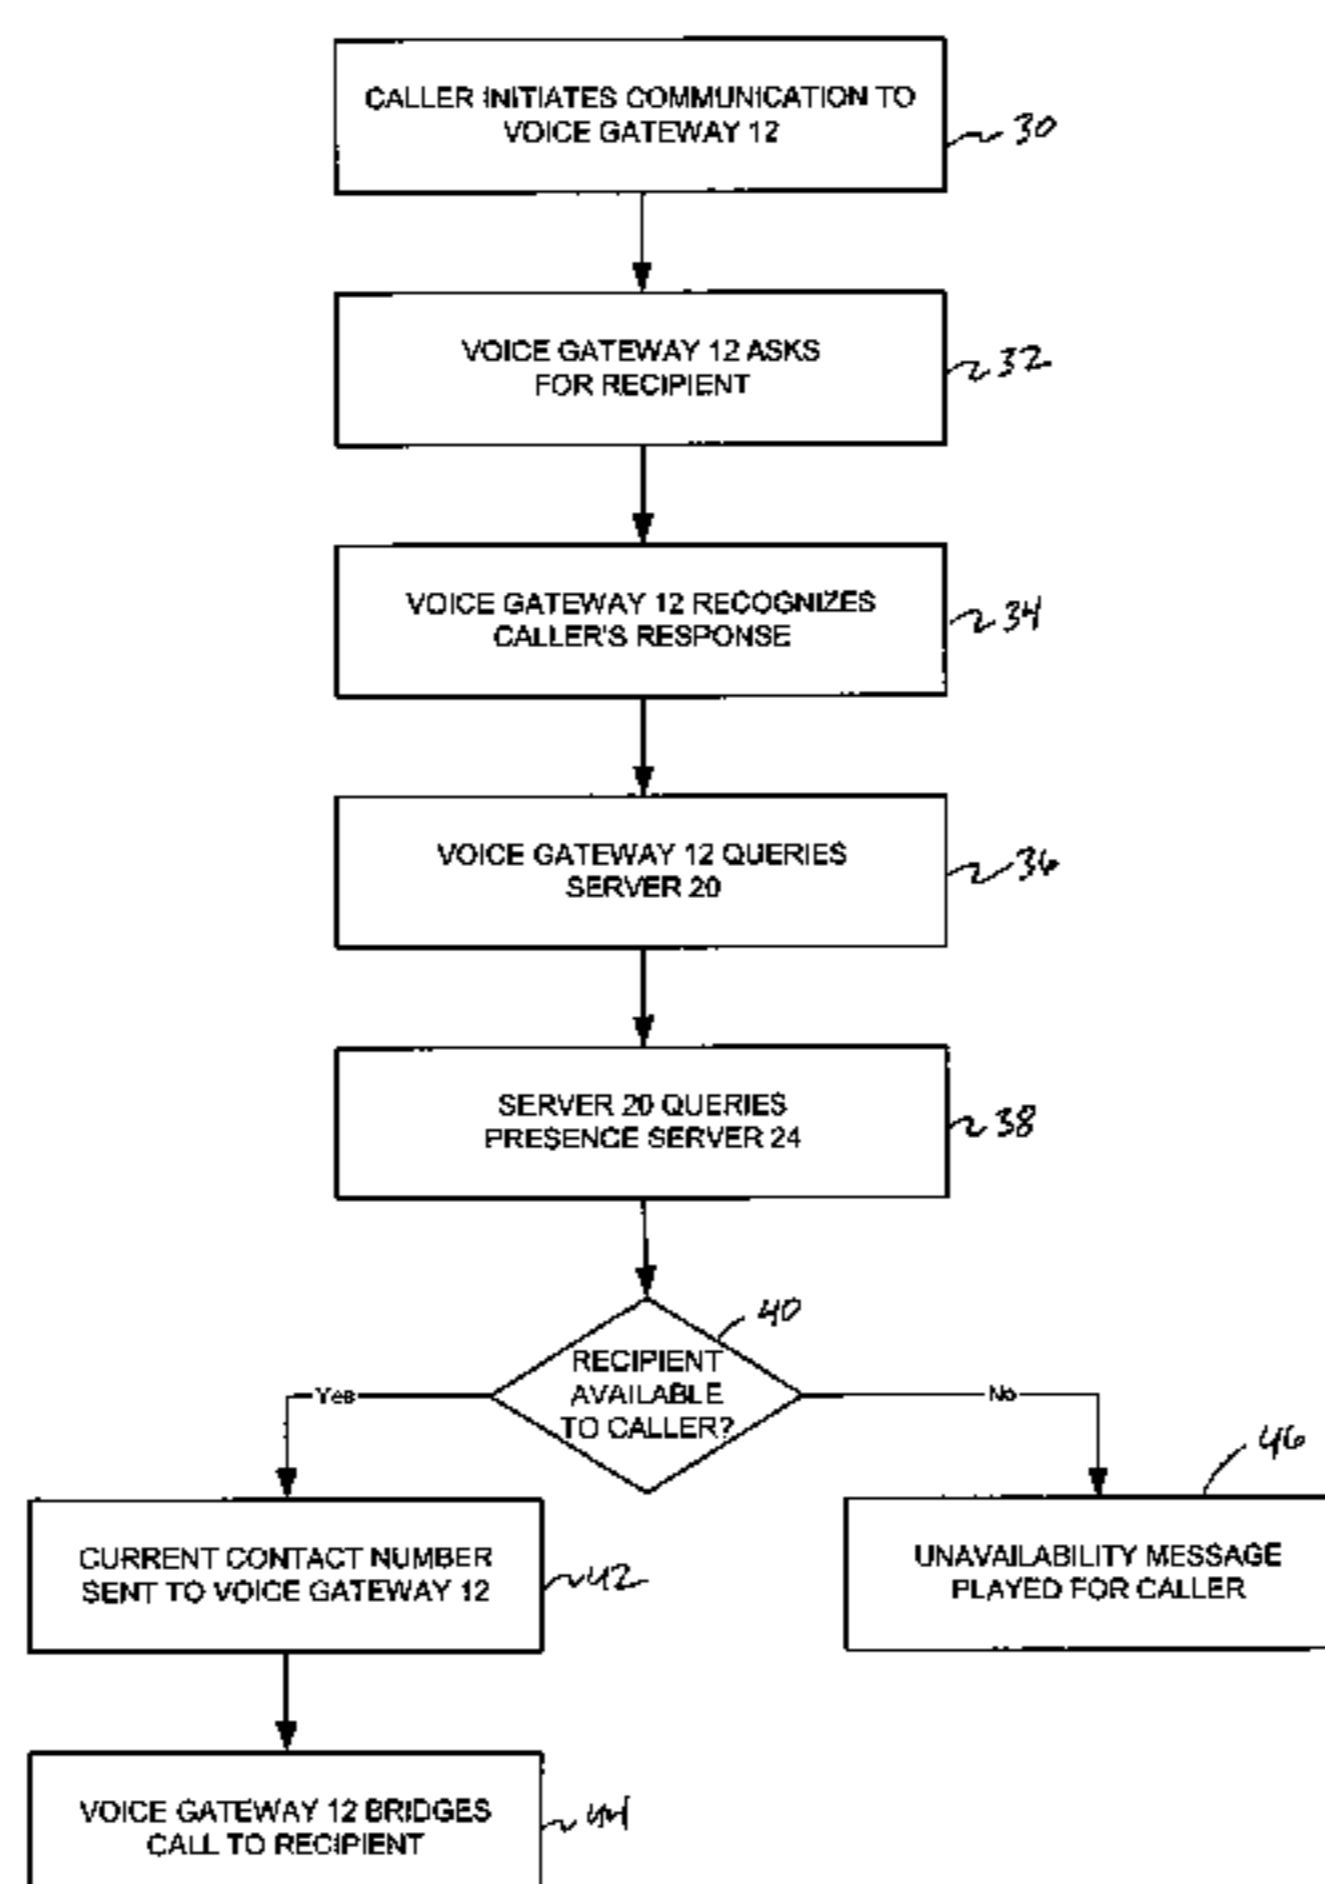 CALLER INITIATES COMMUNICATION TO
VOICE GATEWAY 12
30
VOICE GATEWAY 12 ASKS
FOR RECIPIENT
32
VOICE GATEWAY 12 RECOGNIZES
CALLER'S RESPONSE
34
VOICE GATEWAY 12 QUERIES
SERVER 20
36
SERVER 20 QUERIES
PRESENCE SERVER 24
38
40
RECIPIENT
AVAILABLE
TO CALLER?
Yes
No
46
CURRENT CONTACT NUMBER
SENT TO VOICE GATEWAY 12
42
UNAVAILABILITY MESSAGE
PLAYED FOR CALLER
VOICE GATEWAY 12 BRIDGES
CALL TO RECIPIENT
44